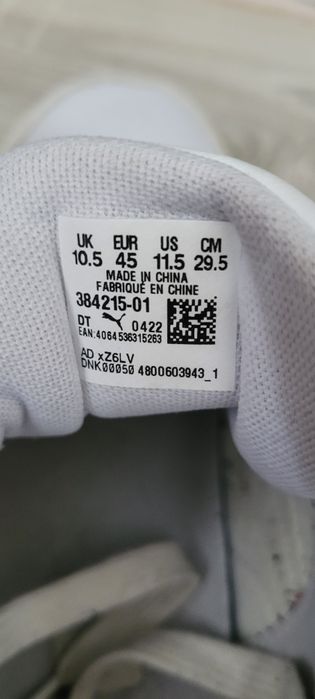 UK EUR US CM
10.5 45 11.5 29.5
MADE IN CHINA
FABRIQUÉ EN CHINE
384215-01
DT 0422
EAN:4064536315263
AD xZ6LV
DNK00050 4800603943_1